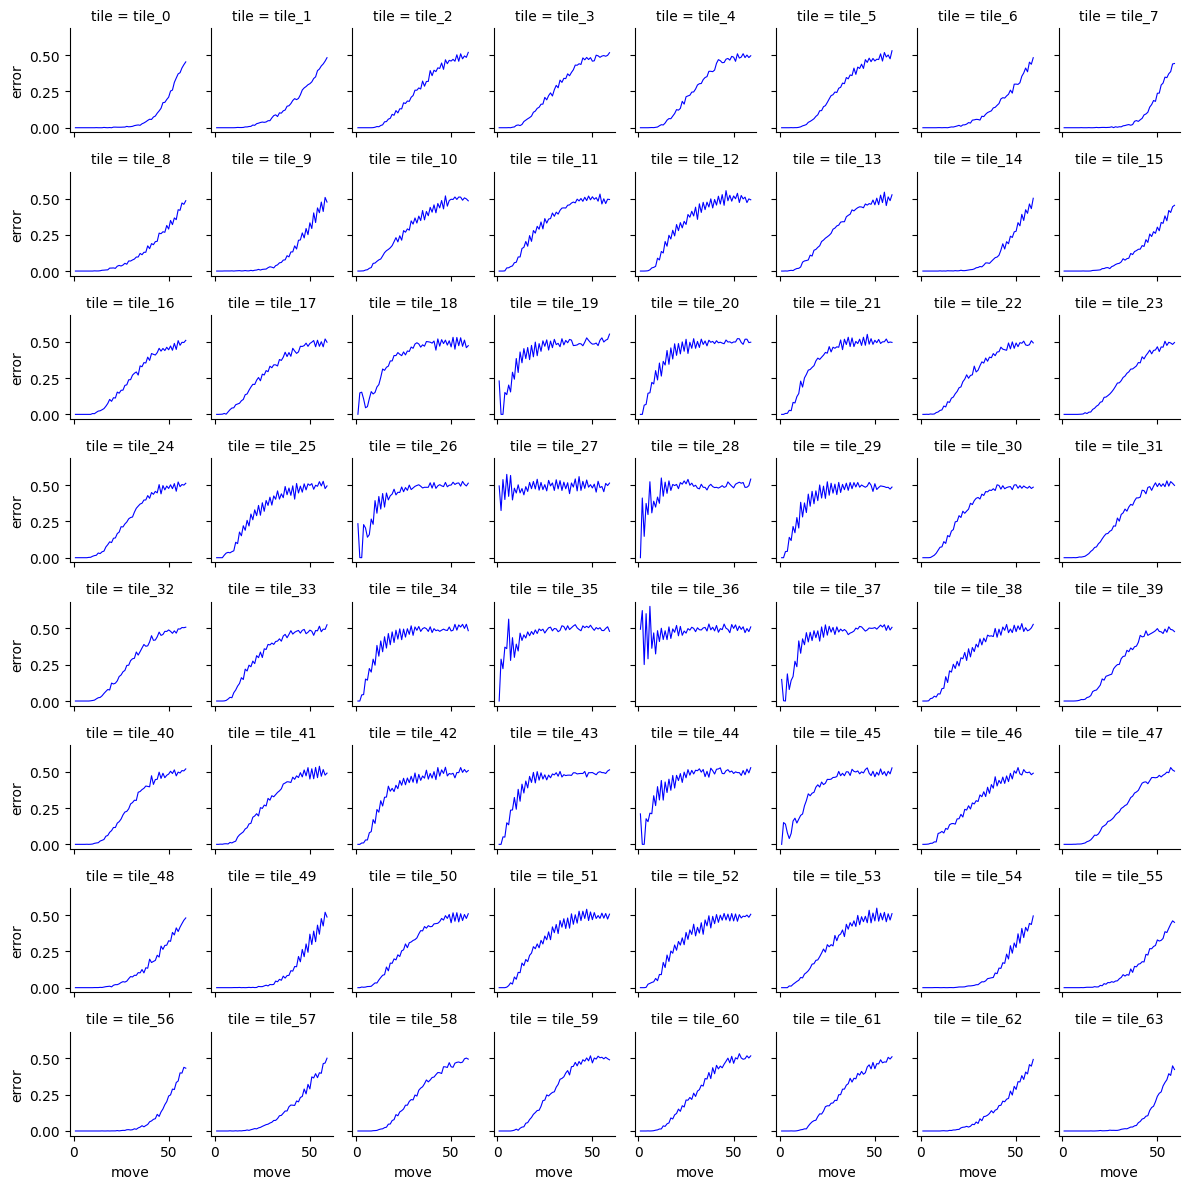 tile = tile_0 tile = tile_1 tile = tile_2 tile = tile_3 tile = tile_4 tile = tile_5 tile = tile_6 tile = tile_7
0.50
error
0.25
0.00
tile = tile_8 tile = tile_9 tile = tile_10 tile = tile_11 tile = tile_12 tile = tile_13 tile = tile_14 tile = tile_15
0.50
error
0.25
0.00
tile = tile_16 tile = tile_17 tile = tile_18 tile = tile_19 tile = tile_20 tile = tile_21 tile = tile_22 tile = tile_23
0.50
error
0.25
0.00
tile = tile_24 tile = tile_25 tile = tile_26 tile = tile_27 tile = tile_28 tile = tile_29 tile = tile_30 tile = tile_31
0.50
error
0.25
0.00
tile = tile_32 tile = tile_33 tile = tile_34 tile = tile_35 tile = tile_36 tile = tile_37 tile = tile_38 tile = tile_39
0.50
error
0.25
0.00
tile = tile_40 tile = tile_41 tile = tile_42 tile = tile_43 tile = tile_44 tile = tile_45 tile = tile_46 tile = tile_47
0.50
error
0.25
0.00
tile = tile_48 tile = tile_49 tile = tile_50 tile = tile_51 tile = tile_52 tile = tile_53 tile = tile_54 tile = tile_55
0.50
error
0.25
0.00
tile = tile_56 tile = tile_57 tile = tile_58 tile = tile_59 tile = tile_60 tile = tile_61 tile = tile_62 tile = tile_63
0.50
error
0.25
0.00
0 50 0 50 0 50 0 50 0 50 0 50 0 50 0 50
move move move move move move move move